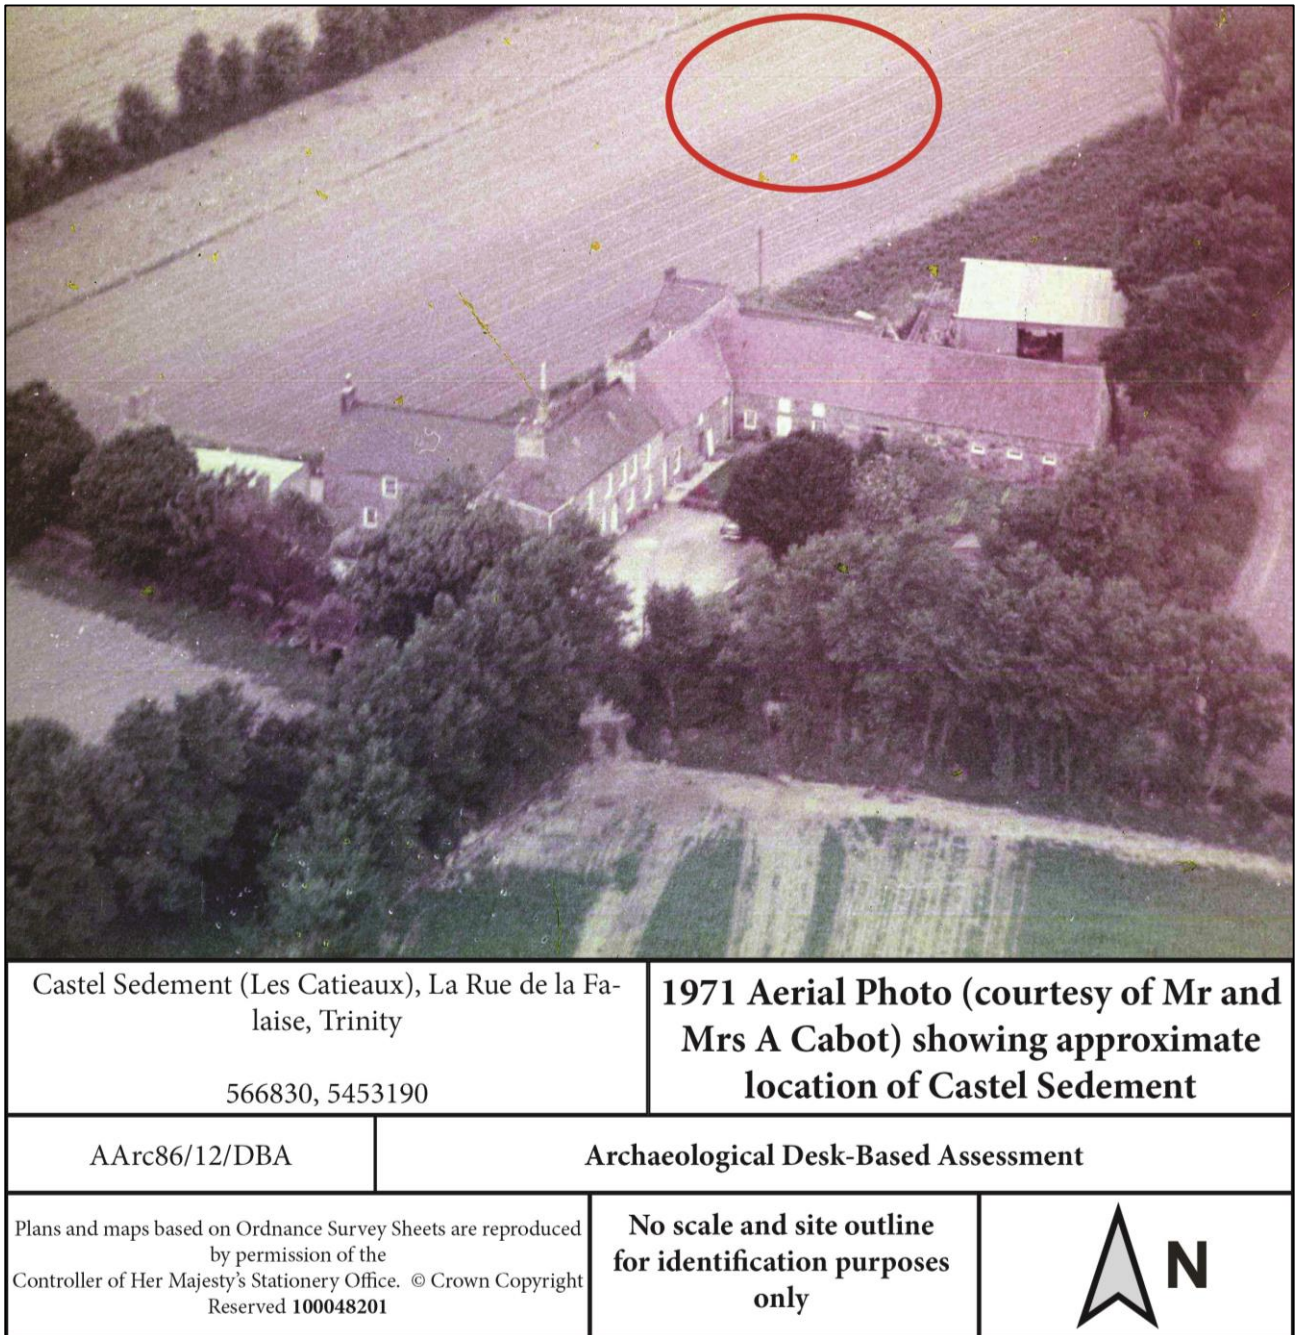 Castel Sedement (Les Catieaux), La Rue de la Fa-
laise, Trinity
566830, 5453190
1971 Aerial Photo (courtesy of Mr and
Mrs A Cabot) showing approximate
location of Castel Sedement
AArc86/12/DBA
Archaeological Desk-Based Assessment
Plans and maps based on Ordnance Survey Sheets are reproduced
by permission of the
Controller of Her Majesty's Stationery Office. © Crown Copyright
Reserved 100048201
No scale and site outline
for identification purposes
only
N